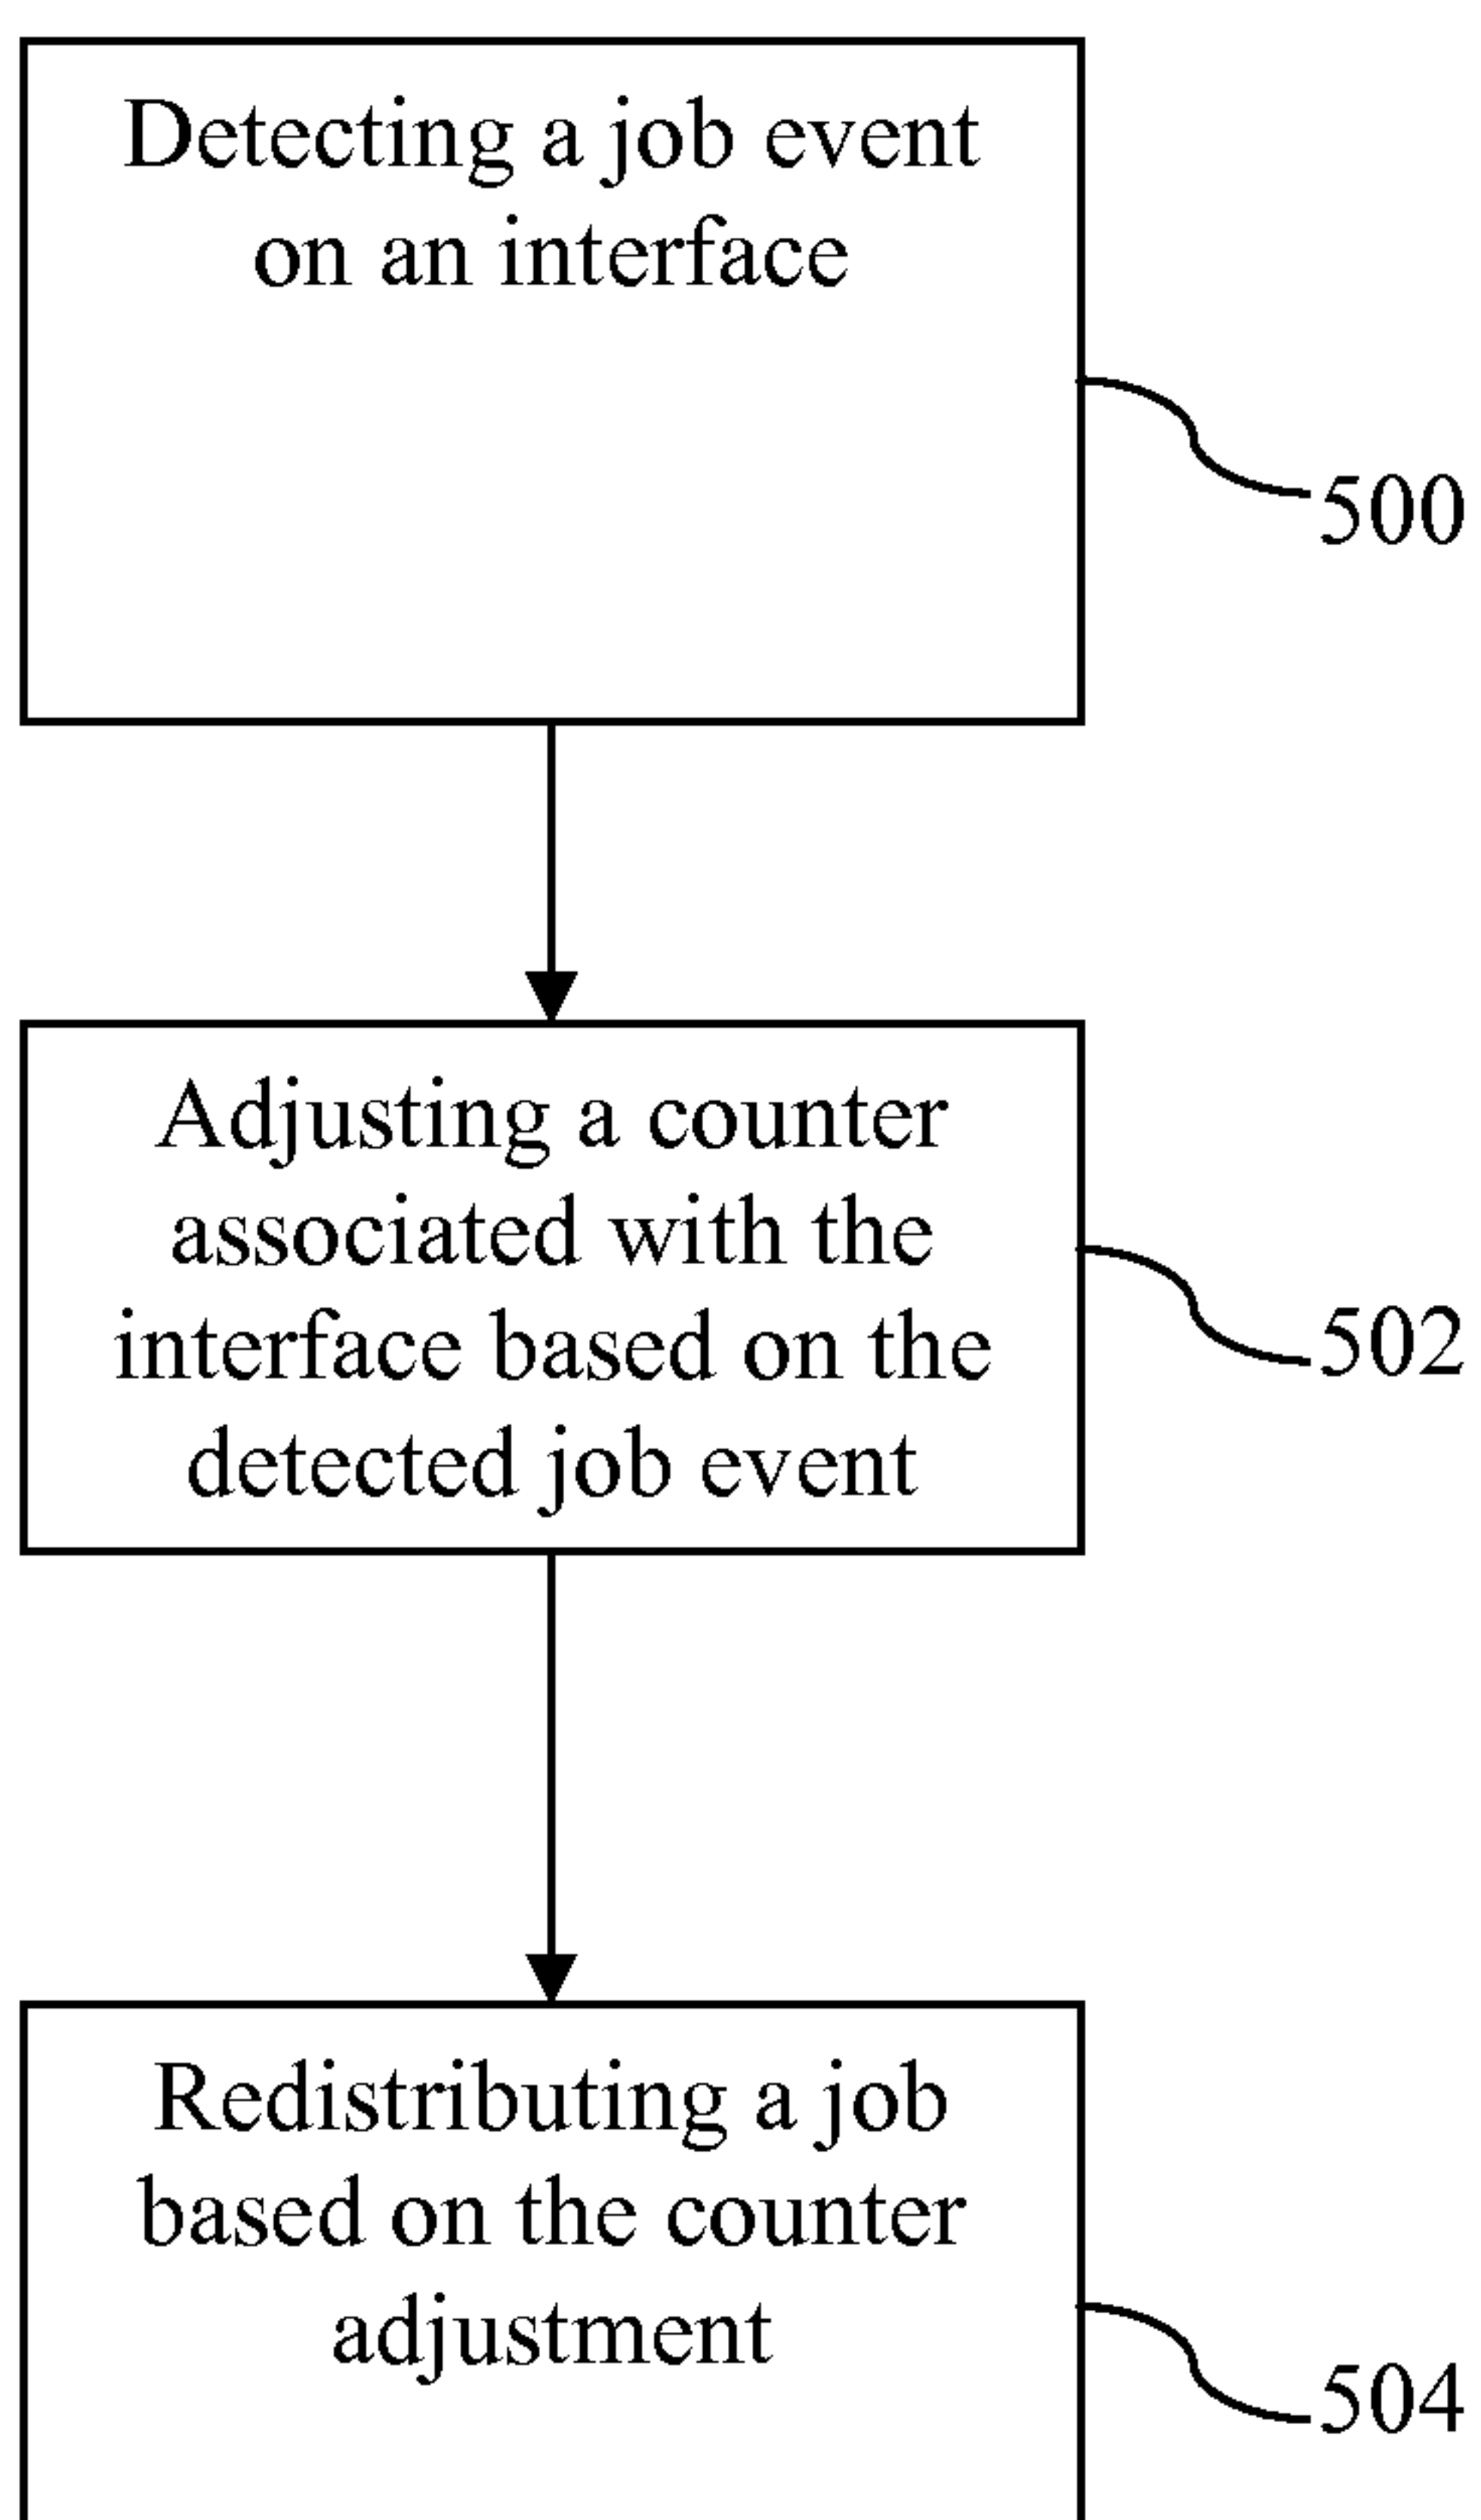 Detecting a job event
on an interface
500
Adjusting a counter
associated with the
interface based on the
detected job event
502
Redistributing a job
based on the counter
adjustment
504